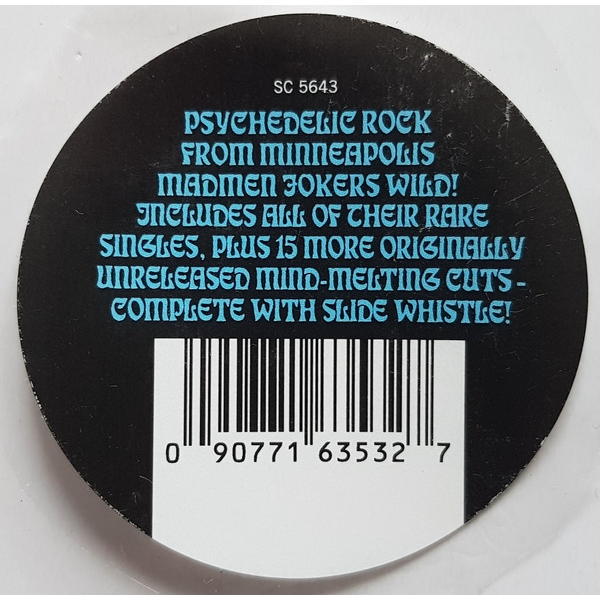 SC 5643
PSYCHEDELIC ROCK
FROM MINNEAPOLIS
MADMEN JOKERS WILD!
INCLUDES ALL OF THEIR RARE
SINGLES, PLUS 15 MORE ORIGINALLY
UNRELEASED MIND-MELTING CUTS -
COMPLETE WITH SLIDE WHISTLE!
0 90771 63532 7